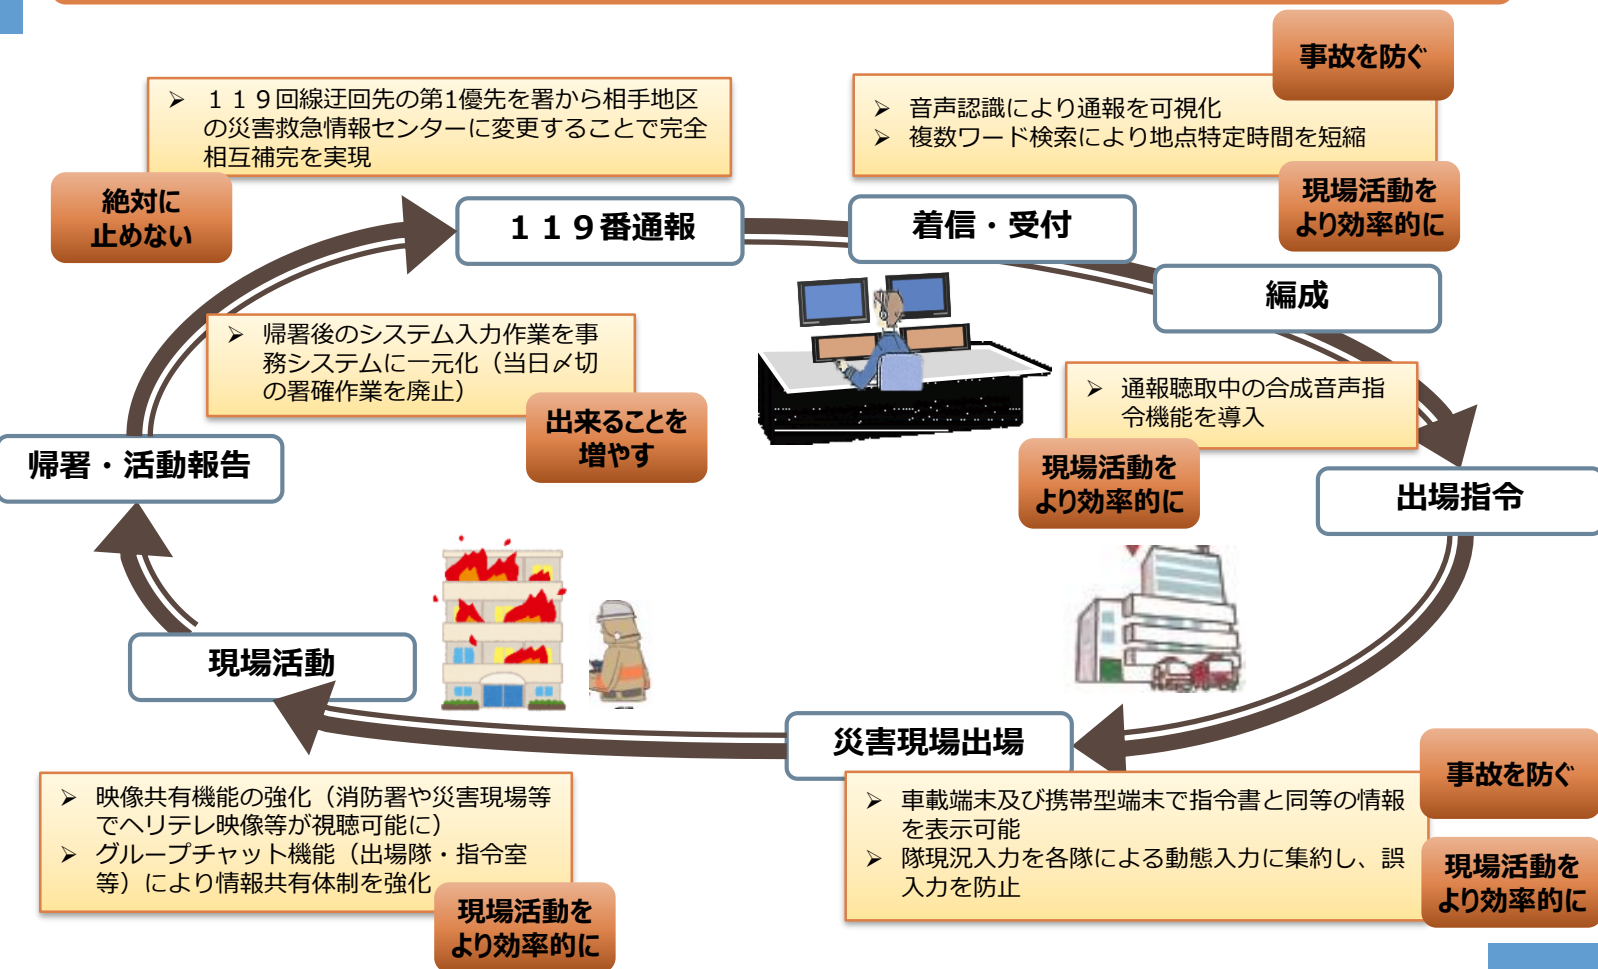 事故を防ぐ
➢ １１９回線迂回先の第1優先を署から相手地区
の災害救急情報センターに変更することで完全
相互補完を実現
➢ 音声認識により通報を可視化
➢ 複数ワード検索により地点特定時間を短縮
絶対に
止めない
現場活動を
より効率的に
１１９番通報
着信・受付
編成
➢ 帰署後のシステム入力作業を事
務システムに一元化（当日〆切
の署確作業を廃止）
出来ることを
増やす
➢ 通報聴取中の合成音声指
令機能を導入
現場活動を
より効率的に
帰署・活動報告
出場指令
現場活動
災害現場出場
➢ 映像共有機能の強化（消防署や災害現場等
でヘリテレ映像等が視聴可能に）
➢ グループチャット機能（出場隊・指令室
等）により情報共有体制を強化
現場活動を
より効率的に
事故を防ぐ
➢ 車載端末及び携帯型端末で指令書と同等の情報
を表示可能
➢ 隊現況入力を各隊による動態入力に集約し、誤
入力を防止
現場活動を
より効率的に